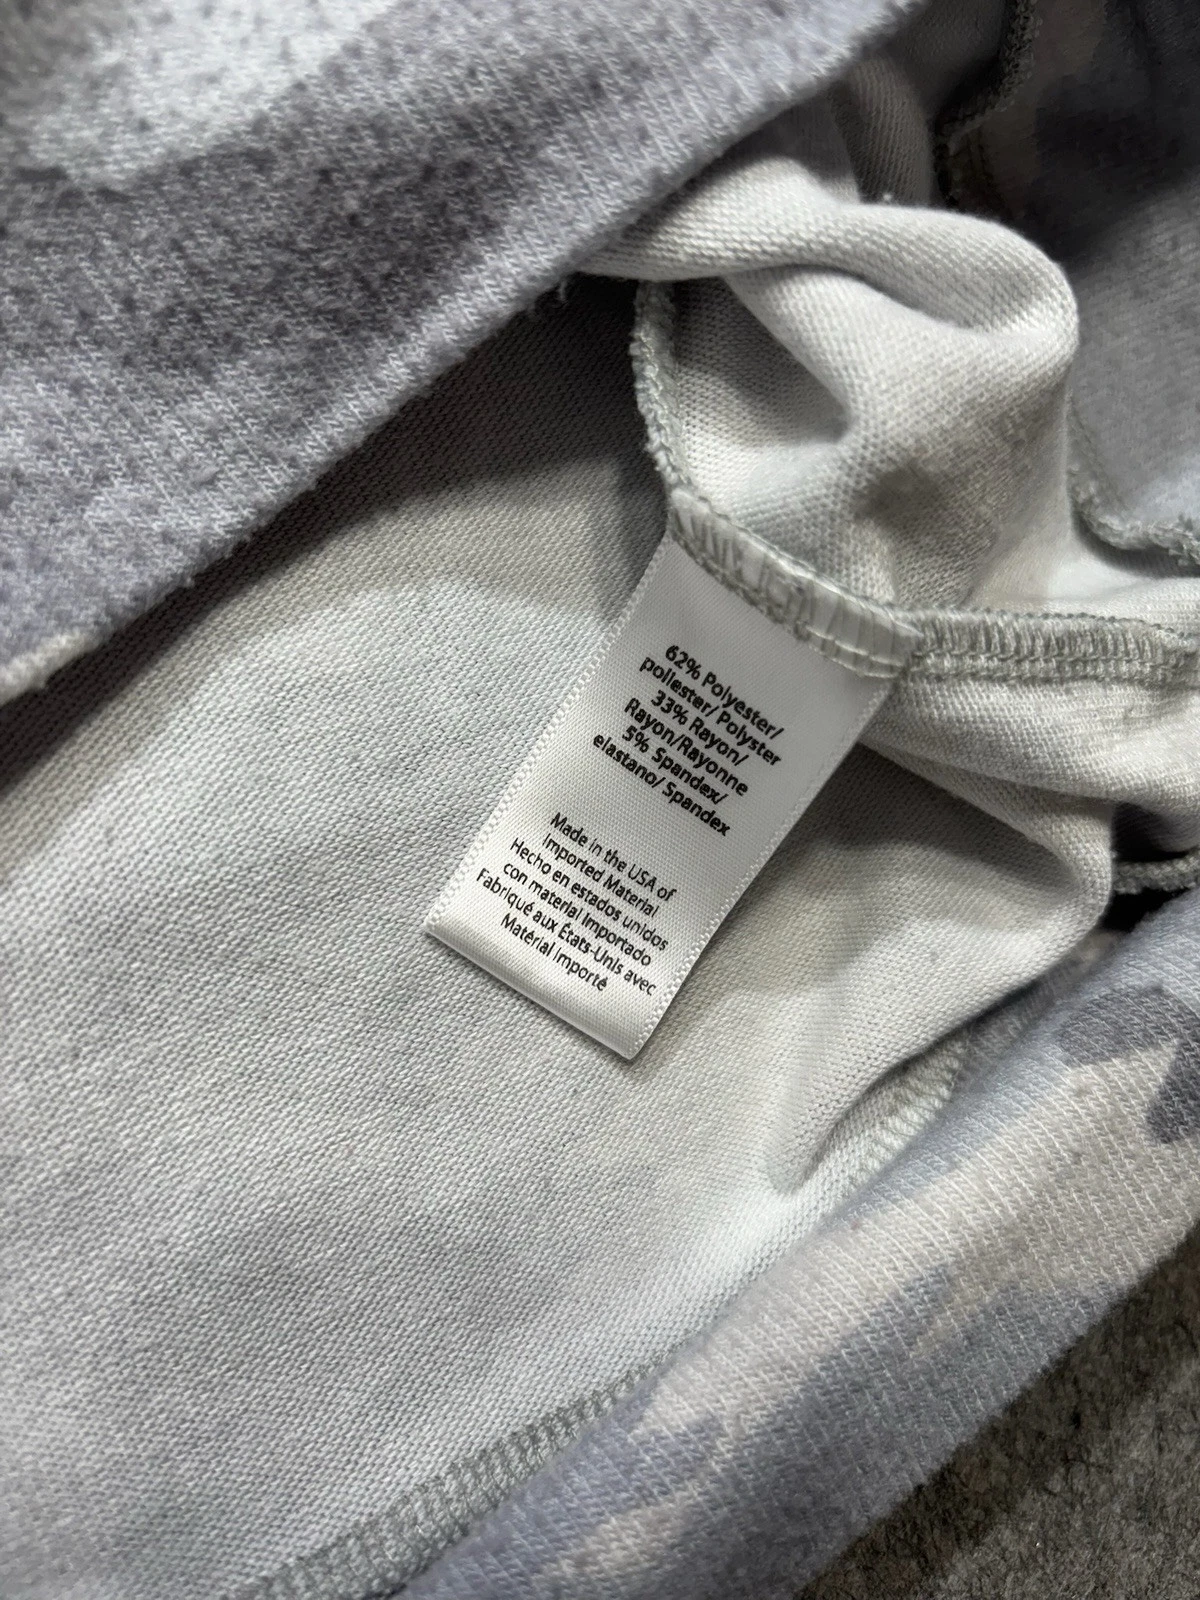 62% Polyester/
poliester/ Polyster
33% Rayon/
Rayon/Rayonne
5% Spandex/
elastano/ Spandex
Made in the USA of
Imported Material
Hecho en estados unidos
con material Importado
Fabriqué aux États-Unis avec
Matérial importé